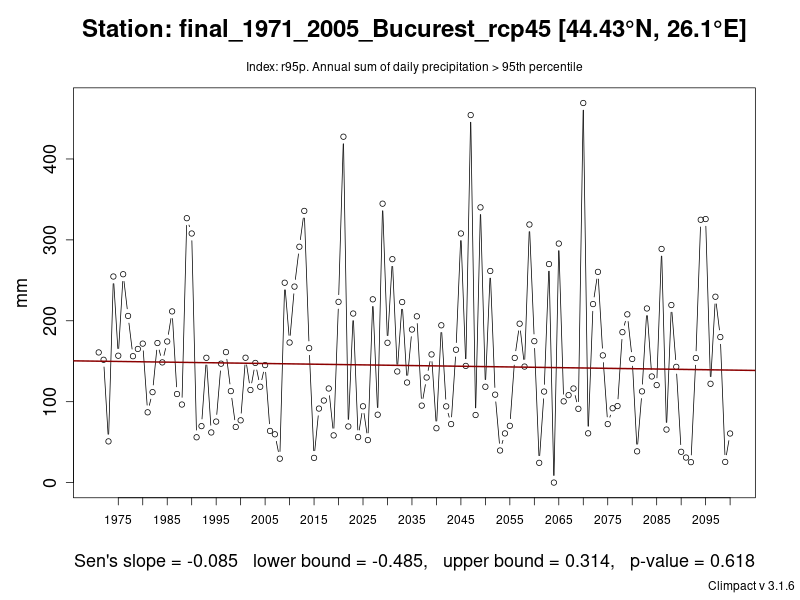 Station: final_1971_2005_Bucurest_rcp45 [44.43°N, 26.1°E]
Index: r95p. Annual sum of daily precipitation > 95th percentile
400
300
200
100
0
mm
1975 1985 1995 2005 2015 2025 2035 2045 2055 2065 2075 2085 2095
Sen's slope = -0.085 lower bound = -0.485, upper bound = 0.314, p-value = 0.618
Climpact v 3.1.6